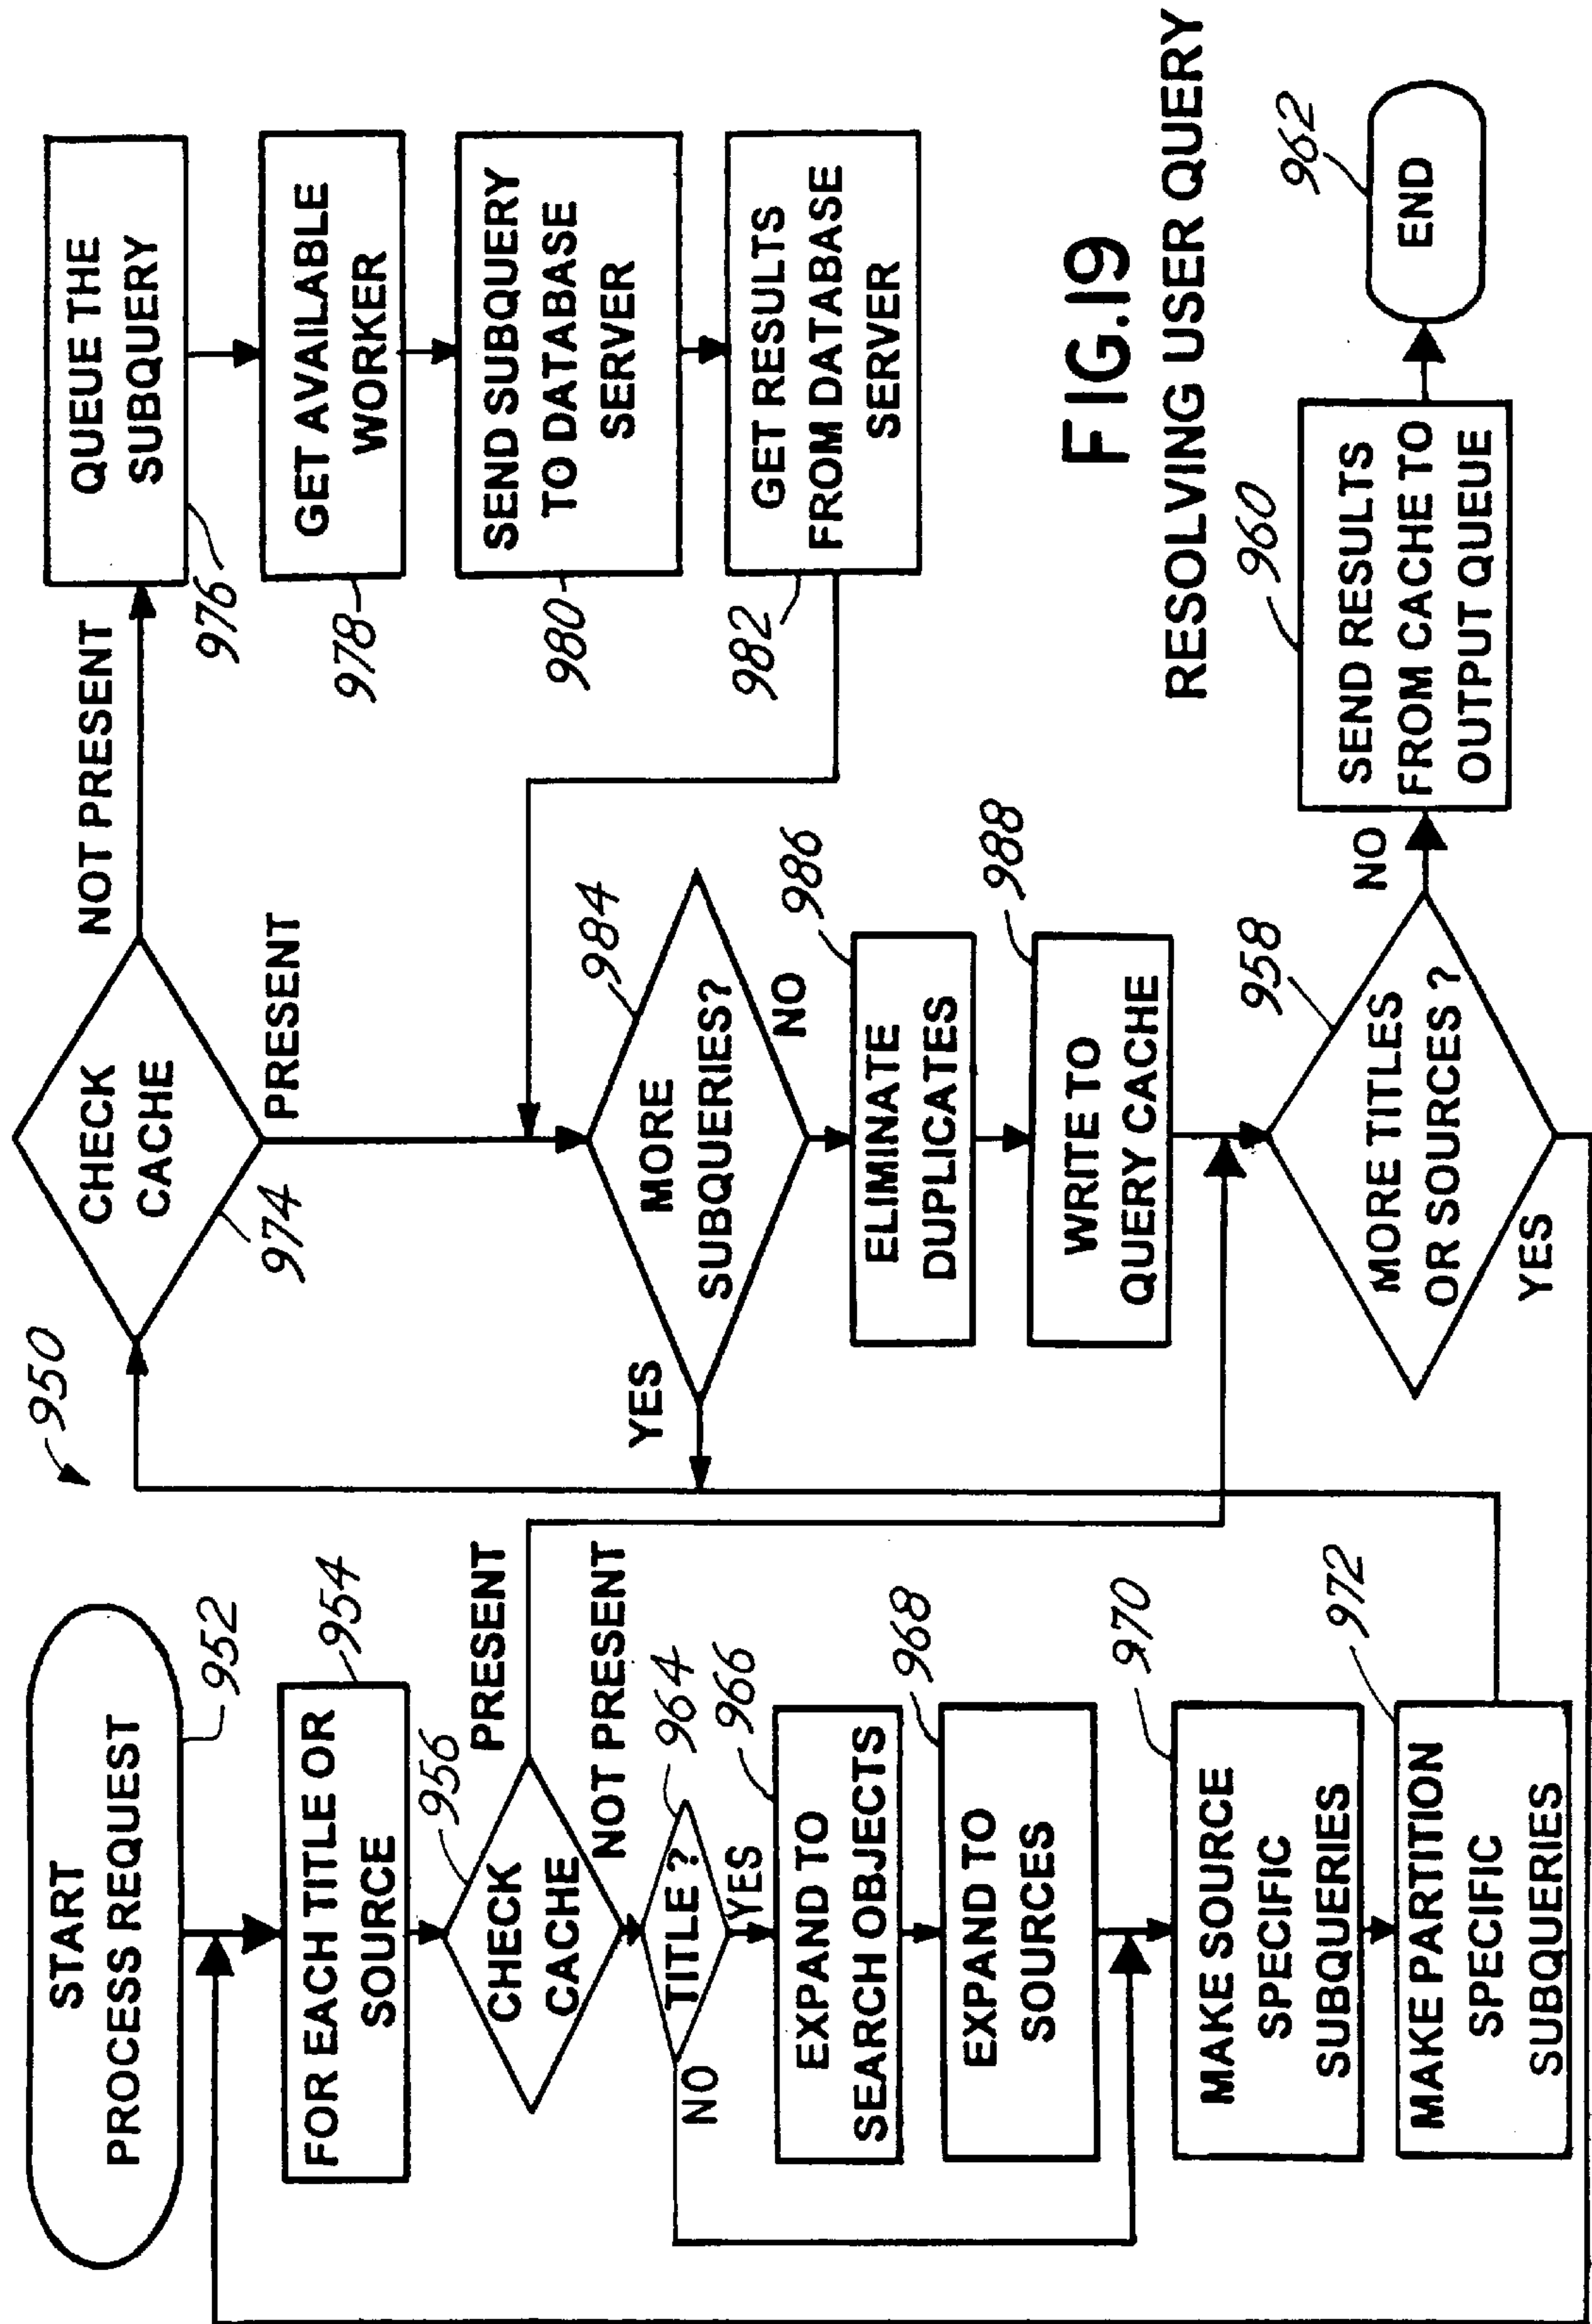 950
START
PROCESS REQUEST
952
FOR EACH TITLE OR
SOURCE
954
CHECK
CACHE
956
PRESENT
NOT PRESENT
TITLE ?
964
NO
YES
EXPAND TO
SEARCH OBJECTS
966
EXPAND TO
SOURCES
968
MAKE SOURCE
SPECIFIC
SUBQUERIES
970
MAKE PARTITION
SPECIFIC
SUBQUERIES
972
CHECK
CACHE
974
NOT PRESENT
PRESENT
MORE
SUBQUERIES?
984
YES
NO
ELIMINATE
DUPLICATES
986
WRITE TO
QUERY CACHE
988
MORE TITLES
OR SOURCES ?
958
NO
YES
QUEUE THE
SUBQUERY
976
GET AVAILABLE
WORKER
978
SEND SUBQUERY
TO DATABASE
SERVER
980
GET RESULTS
FROM DATABASE
SERVER
982
FIG.19
RESOLVING USER QUERY
SEND RESULTS
FROM CACHE TO
OUTPUT QUEUE
960
END
962